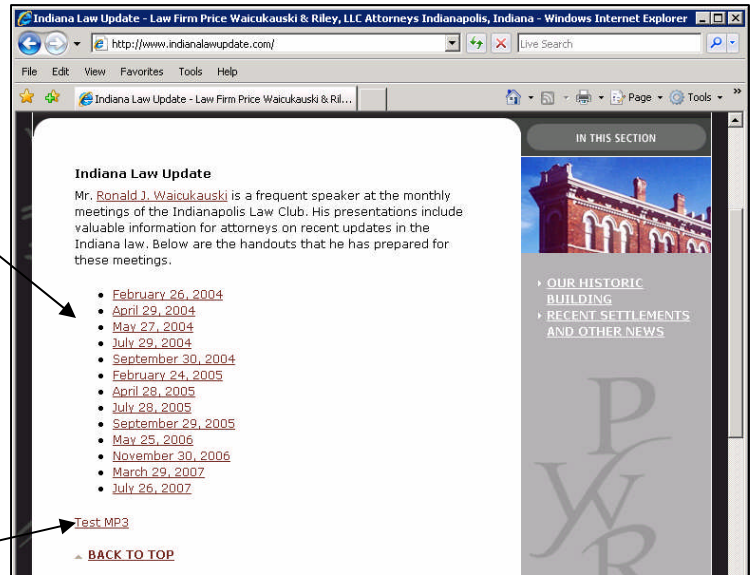 Indiana Law Update - Law Firm Price Waicukauski & Riley, LLC Attorneys Indianapolis, Indiana - Windows Internet Explorer
http://www.indianalawupdate.com/
Live Search
File Edit View Favorites Tools Help
Indiana Law Update - Law Firm Price Waicukauski & Ril...
Page Tools
IN THIS SECTION
Indiana Law Update
Mr. Ronald J. Waicukauski is a frequent speaker at the monthly
meetings of the Indianapolis Law Club. His presentations include
valuable information for attorneys on recent updates in the
Indiana law. Below are the handouts that he has prepared for
these meetings.
February 26, 2004
April 29, 2004
May 27, 2004
July 29, 2004
September 30, 2004
February 24, 2005
April 28, 2005
July 28, 2005
September 29, 2005
May 25, 2006
November 30, 2006
March 29, 2007
July 26, 2007
Test MP3
BACK TO TOP
OUR HISTORIC
BUILDING
RECENT SETTLEMENTS
AND OTHER NEWS
P
W
R